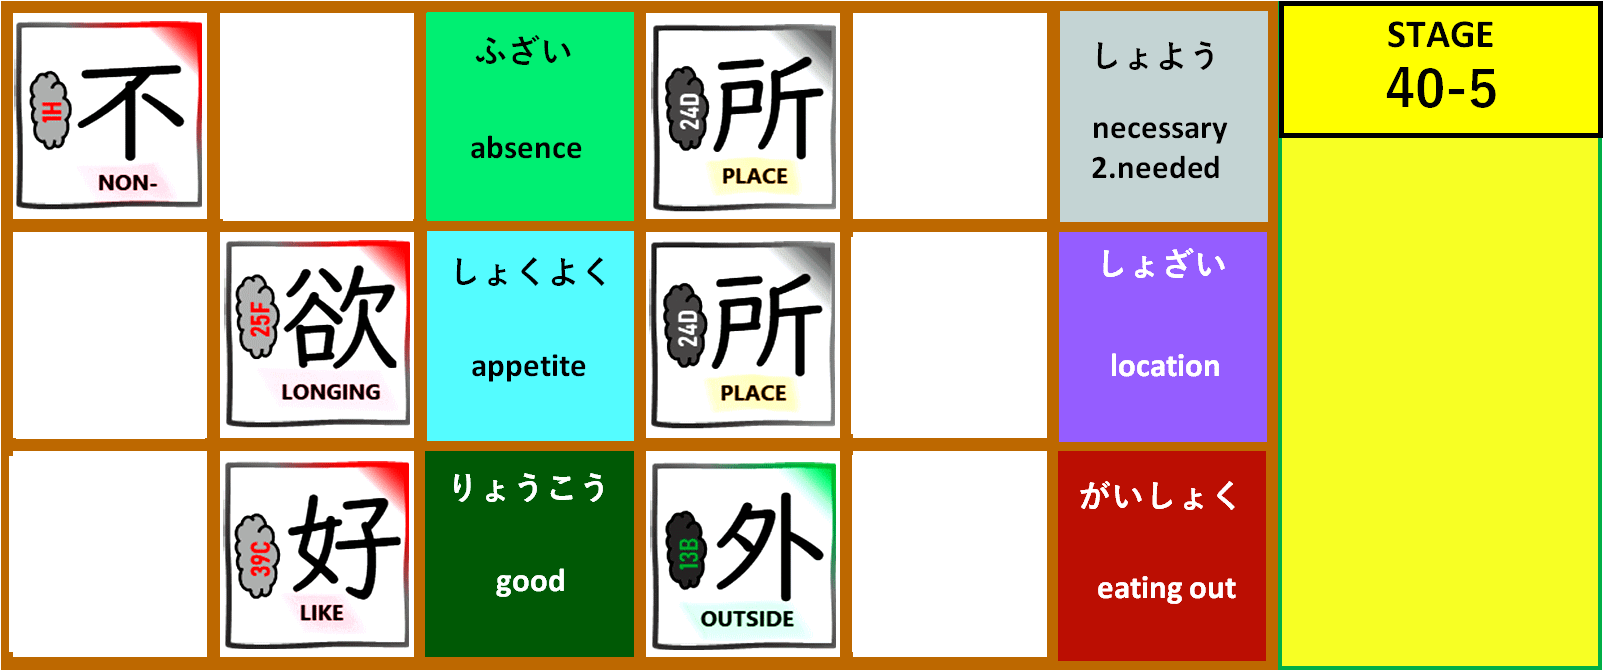 1H
不
NON-
ふざい
absence
24D
所
PLACE
しょよう
necessary
2.needed
STAGE
40-5
25F
欲
LONGING
しょくよく
appetite
24D
所
PLACE
しょざい
location
39C
好
LIKE
りょうこう
good
13B
外
OUTSIDE
がいしょく
eating out